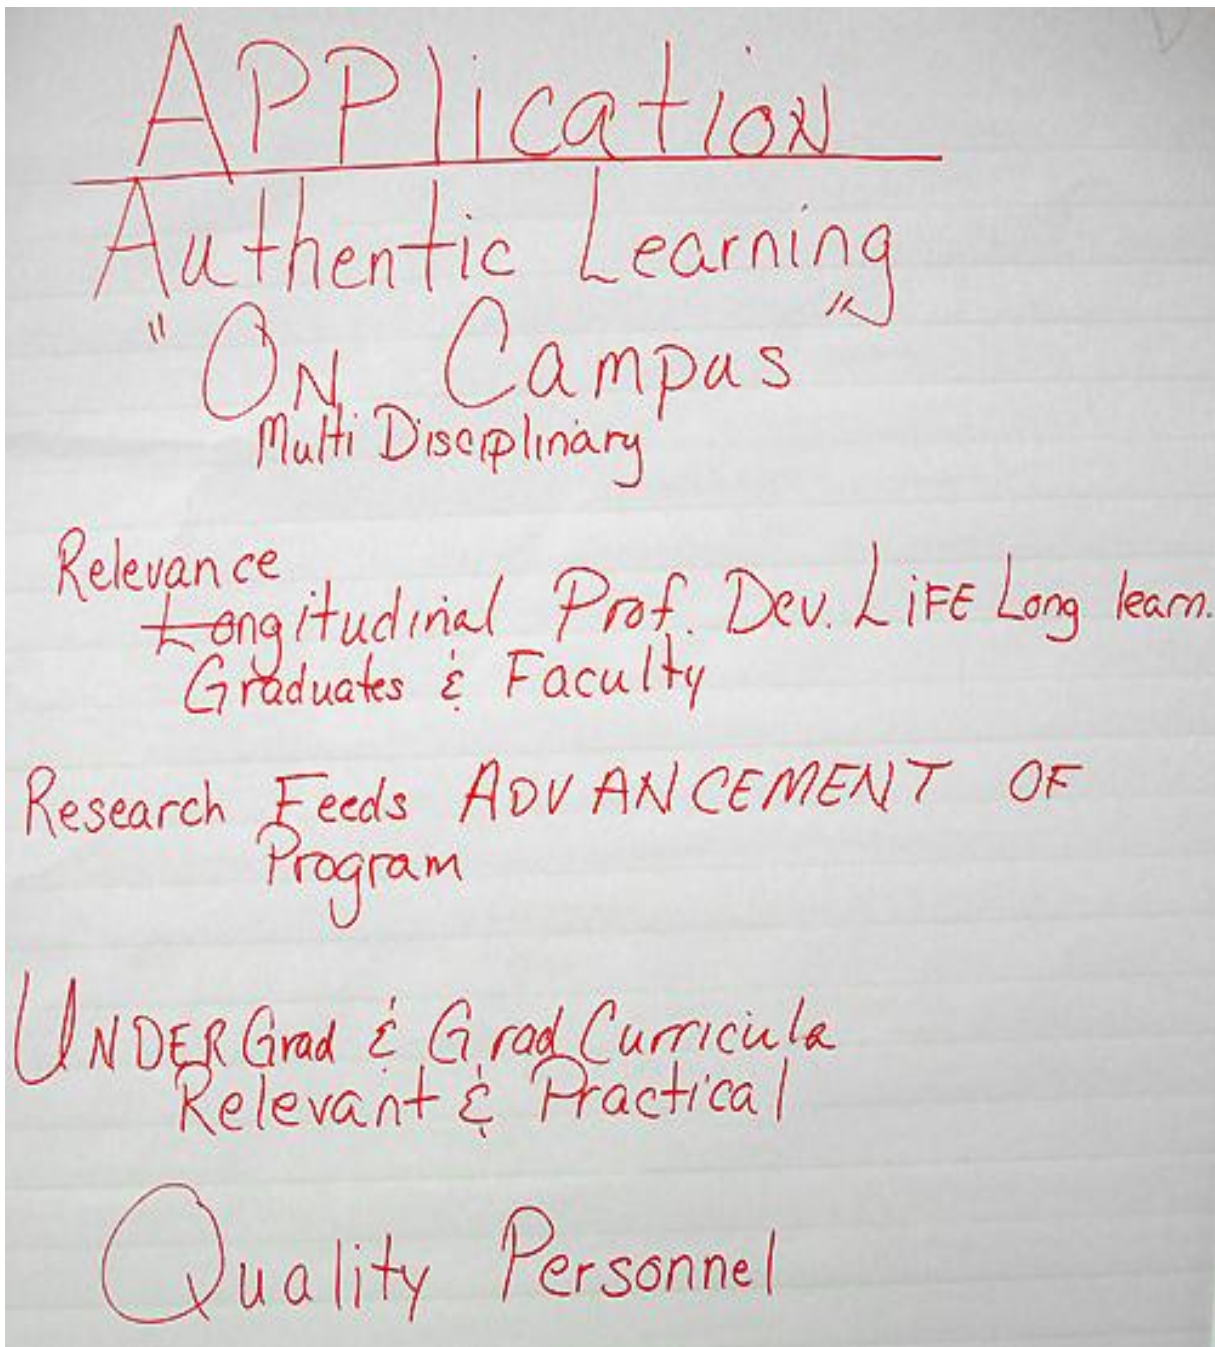 APPlication
Authentic Learning
"ON Campus"
Multi Disciplinary
Relevance
Longitudinal Prof. Dev. LiFE Long learn.
Graduates & Faculty
Research Feeds ADVANCEMENT OF
Program
UNDERGrad & Grad Curricula
Relevant & Practical
Quality Personnel